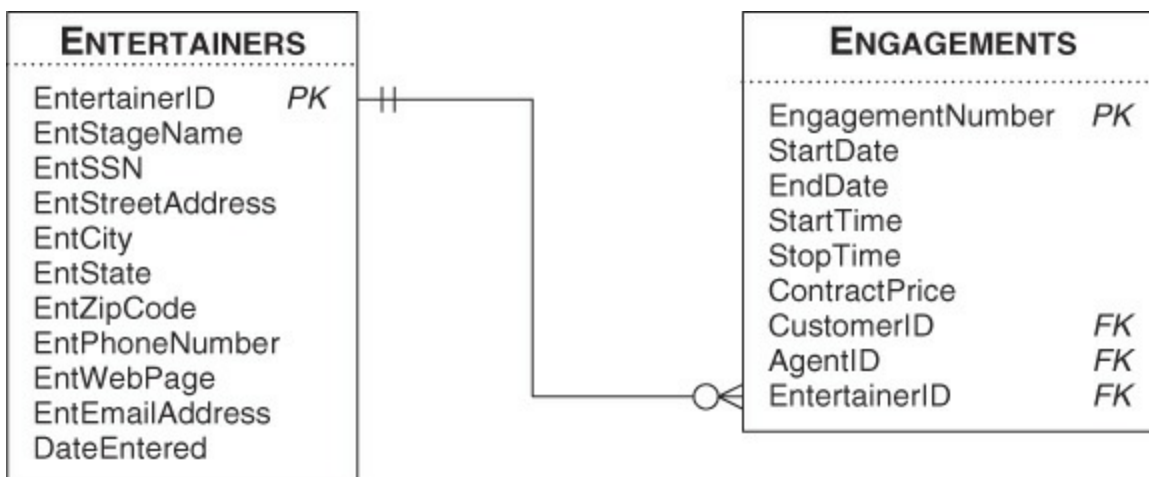 ENTERTAINERS
EntertainerID PK
EntStageName
EntSSN
EntStreetAddress
EntCity
EntState
EntZipCode
EntPhoneNumber
EntWebPage
EntEmailAddress
DateEntered
ENGAGEMENTS
EngagementNumber PK
StartDate
EndDate
StartTime
StopTime
ContractPrice
CustomerID FK
AgentID FK
EntertainerID FK